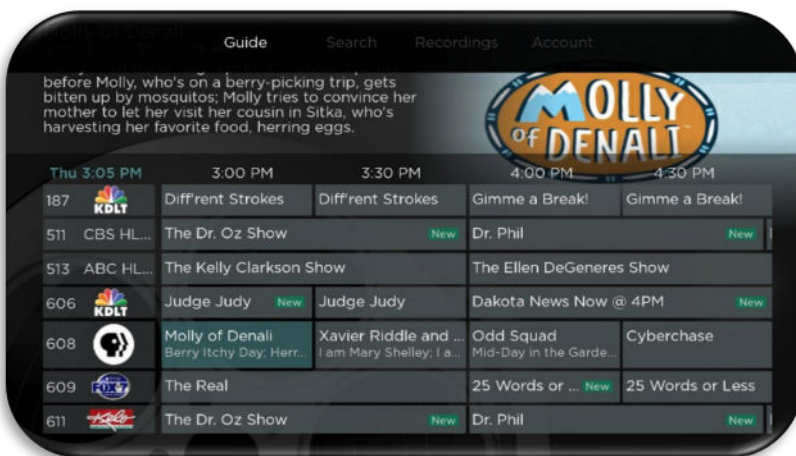 Molly of Denali
Guide
Search
Recordings
Account
before Molly, who's on a berry-picking trip, gets
bitten up by mosquitos; Molly tries to convince her
mother to let her visit her cousin in Sitka, who's
harvesting her favorite food, herring eggs.
MOLLY
OF DENALI
Thu 3:05 PM 3:00 PM 3:30 PM 4:00 PM 4:30 PM
187 KDLT Diff'rent Strokes Diff'rent Strokes Gimme a Break! Gimme a Break!
511 CBS HL... The Dr. Oz Show New Dr. Phil New
513 ABC HL... The Kelly Clarkson Show The Ellen DeGeneres Show
606 KDLT Judge Judy New Judge Judy Dakota News Now @ 4PM New
608 Molly of Denali Xavier Riddle and ... Odd Squad Cyberchase
Berry Itchy Day; Herr... I am Mary Shelley; I a... Mid-Day in the Garde...
609 FOX 7 The Real 25 Words or ... New 25 Words or Less
611 Kelo The Dr. Oz Show New Dr. Phil New